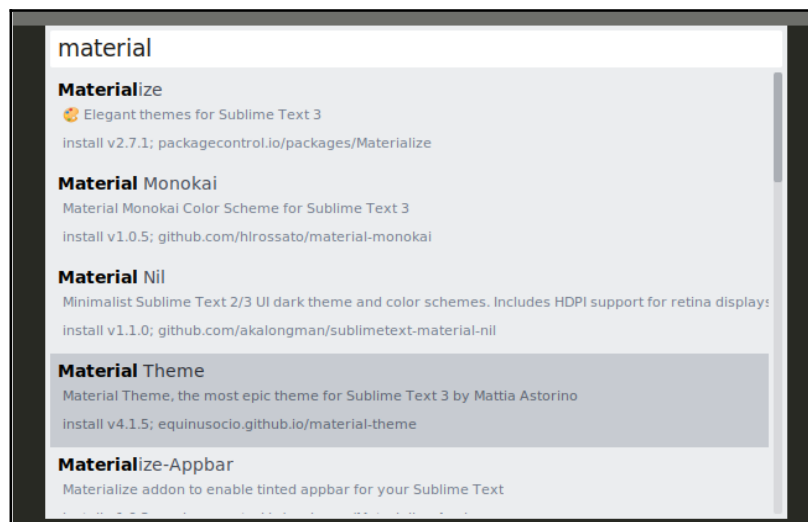 material
Materialize
🎨 Elegant themes for Sublime Text 3
install v2.7.1; packagecontrol.io/packages/Materialize
Material Monokai
Material Monokai Color Scheme for Sublime Text 3
install v1.0.5; github.com/hlrossato/material-monokai
Material Nil
Minimalist Sublime Text 2/3 UI dark theme and color schemes. Includes HDPI support for retina displays
install v1.1.0; github.com/akalongman/sublimetext-material-nil
Material Theme
Material Theme, the most epic theme for Sublime Text 3 by Mattia Astorino
install v4.1.5; equinusocio.github.io/material-theme
Materialize-Appbar
Materialize addon to enable tinted appbar for your Sublime Text